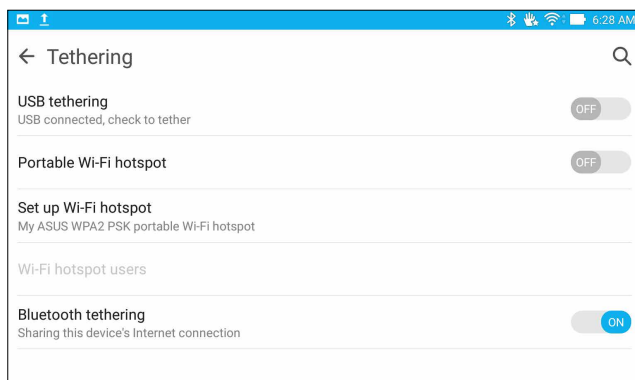 6:28 AM
Tethering
USB tethering
OFF
USB connected, check to tether
Portable Wi-Fi hotspot
OFF
Set up Wi-Fi hotspot
My ASUS WPA2 PSK portable Wi-Fi hotspot
Wi-Fi hotspot users
Bluetooth tethering
ON
Sharing this device's Internet connection